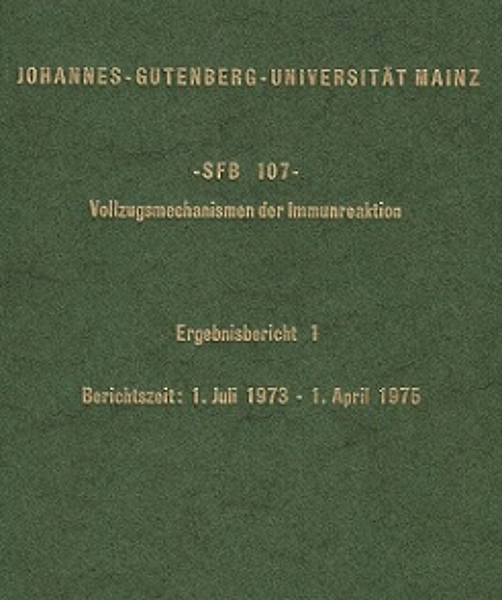 JOHANNES-GUTENBERG-UNIVERSITÄT MAINZ
-SFB 107-
Vollzugsmechanismen der Immunreaktion
Ergebnisbericht 1
Berichtszeit: 1. Juli 1973 - 1. April 1975